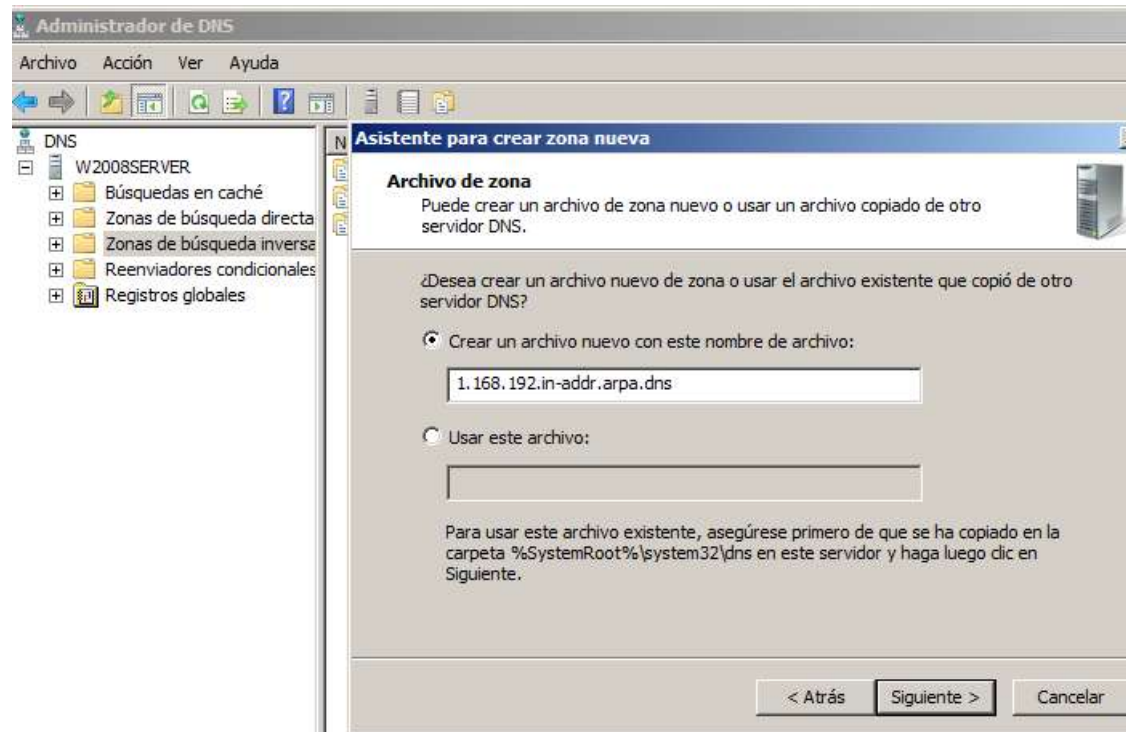 Administrador de DNS
Archivo Acción Ver Ayuda
DNS
W2008SERVER
Búsquedas en caché
Zonas de búsqueda directa
Zonas de búsqueda inversa
Reenviadores condicionales
Registros globales
N
Asistente para crear zona nueva
Archivo de zona
Puede crear un archivo de zona nuevo o usar un archivo copiado de otro
servidor DNS.
¿Desea crear un archivo nuevo de zona o usar el archivo existente que copió de otro
servidor DNS?
Crear un archivo nuevo con este nombre de archivo:
1.168.192.in-addr.arpa.dns
Usar este archivo:
Para usar este archivo existente, asegúrese primero de que se ha copiado en la
carpeta %SystemRoot%\system32\dns en este servidor y haga luego clic en
Siguiente.
< Atrás Siguiente > Cancelar